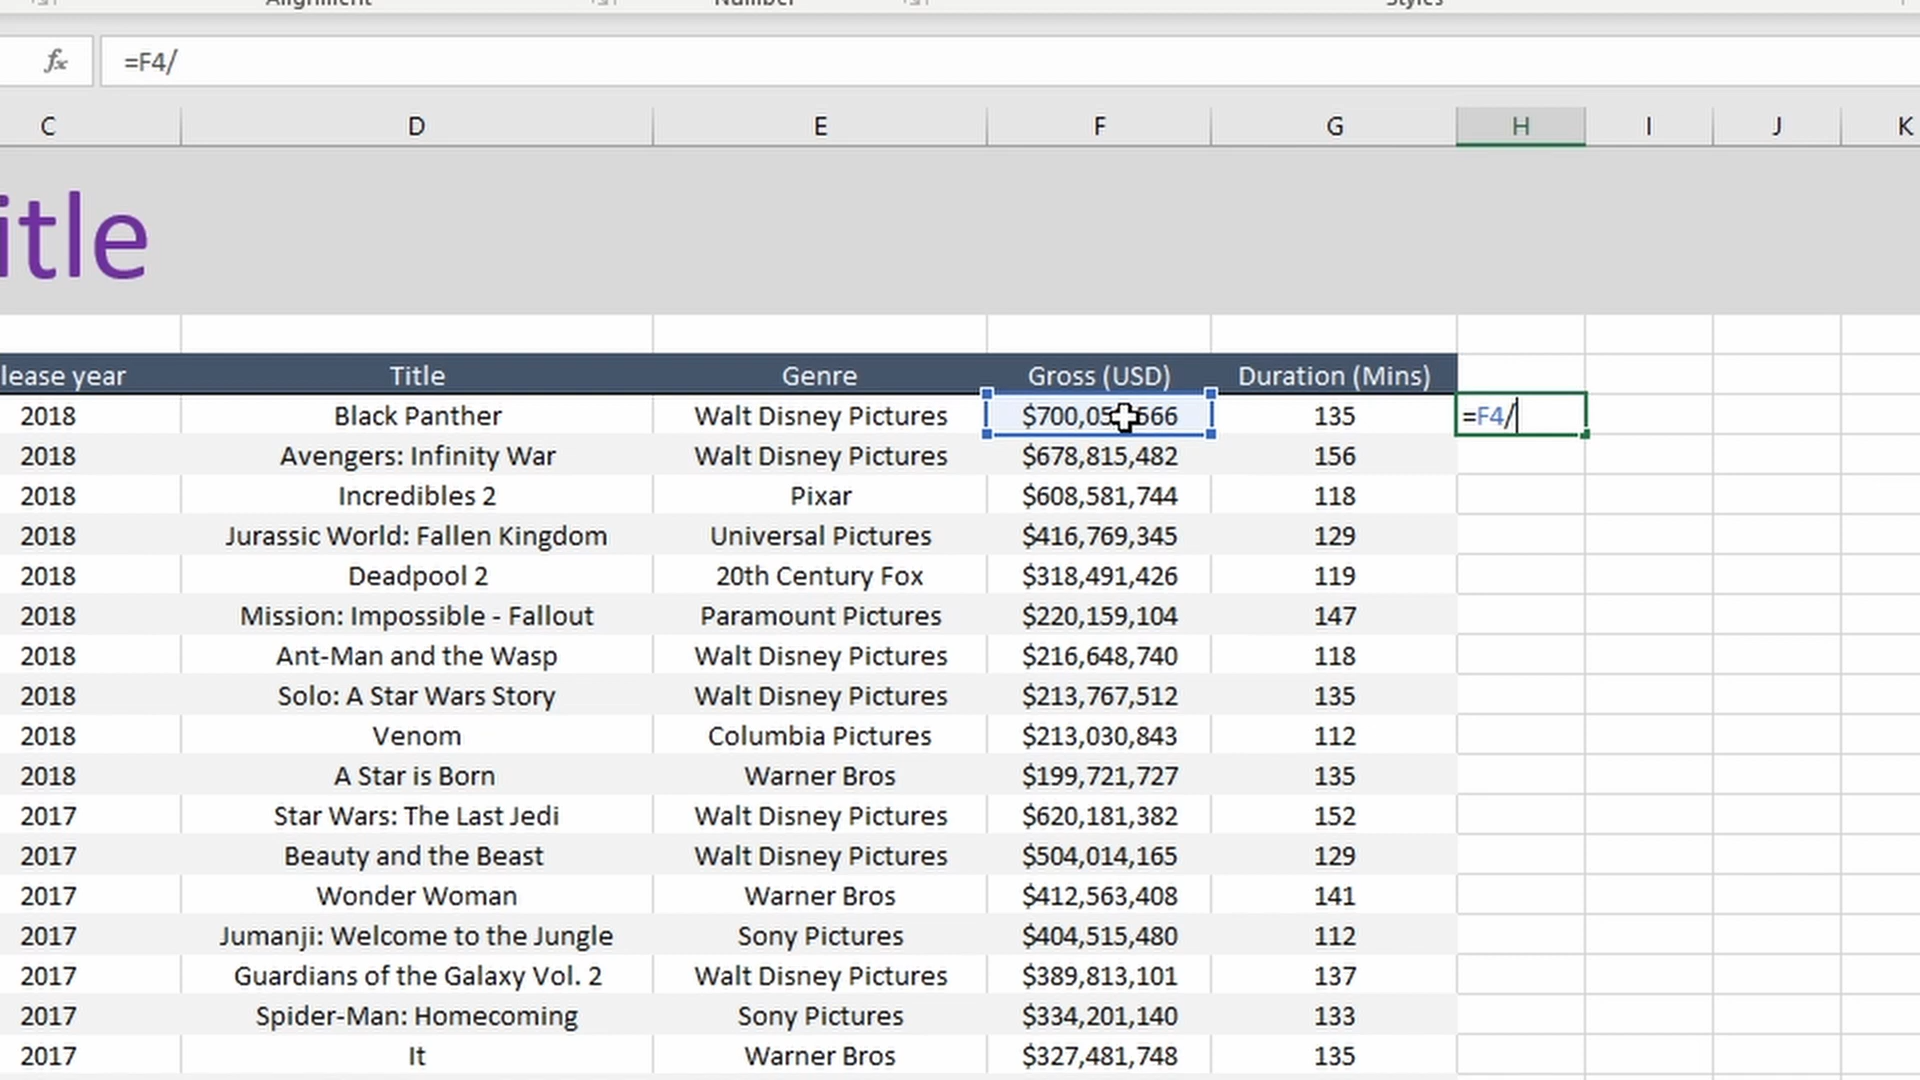 Alignment Number Styles
fx =F4/
C D E F G H I J K
itle
lease year Title Genre Gross (USD) Duration (Mins)
2018 Black Panther Walt Disney Pictures 135 =F4/
2018 Avengers: Infinity War Walt Disney Pictures $678,815,482 156
2018 Incredibles 2 Pixar $608,581,744 118
2018 Jurassic World: Fallen Kingdom Universal Pictures $416,769,345 129
2018 Deadpool 2 20th Century Fox $318,491,426 119
2018 Mission: Impossible - Fallout Paramount Pictures $220,159,104 147
2018 Ant-Man and the Wasp Walt Disney Pictures $216,648,740 118
2018 Solo: A Star Wars Story Walt Disney Pictures $213,767,512 135
2018 Venom Columbia Pictures $213,030,843 112
2018 A Star is Born Warner Bros $199,721,727 135
2017 Star Wars: The Last Jedi Walt Disney Pictures $620,181,382 152
2017 Beauty and the Beast Walt Disney Pictures $504,014,165 129
2017 Wonder Woman Warner Bros $412,563,408 141
2017 Jumanji: Welcome to the Jungle Sony Pictures $404,515,480 112
2017 Guardians of the Galaxy Vol. 2 Walt Disney Pictures $389,813,101 137
2017 Spider-Man: Homecoming Sony Pictures $334,201,140 133
2017 It Warner Bros $327,481,748 135